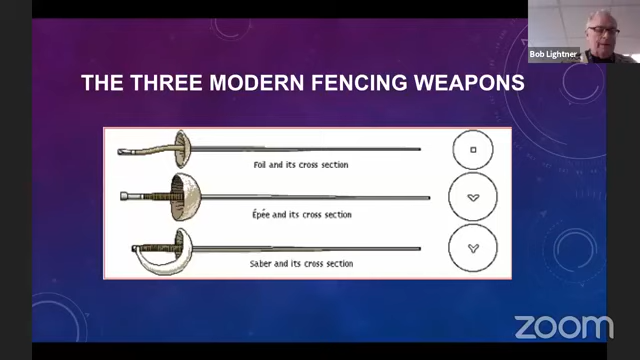 Bob Lightner
THE THREE MODERN FENCING WEAPONS
Foil and its cross section
Épée and its cross section
Saber and its cross section
zoom